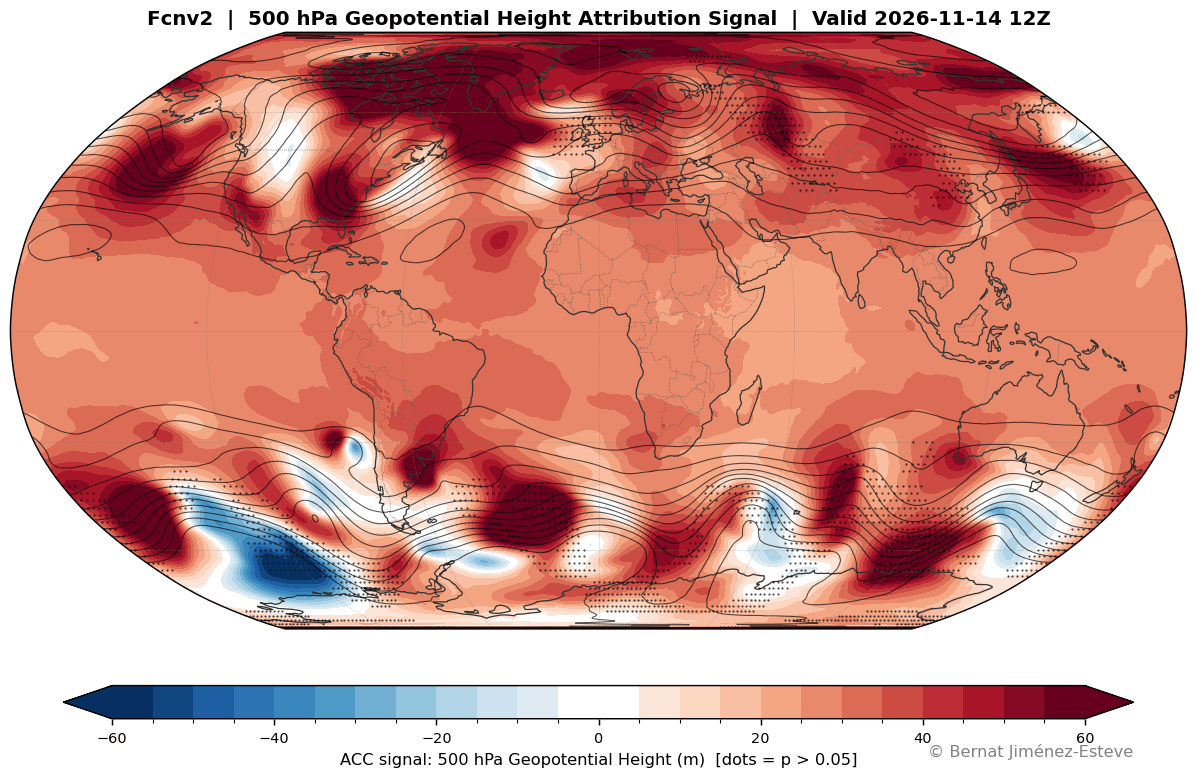 Fcnv2 | 500 hPa Geopotential Height Attribution Signal | Valid 2026-11-14 12Z
−60 −40 −20 0 20 40 60
ACC signal: 500 hPa Geopotential Height (m) [dots = p > 0.05]
© Bernat Jiménez-Esteve